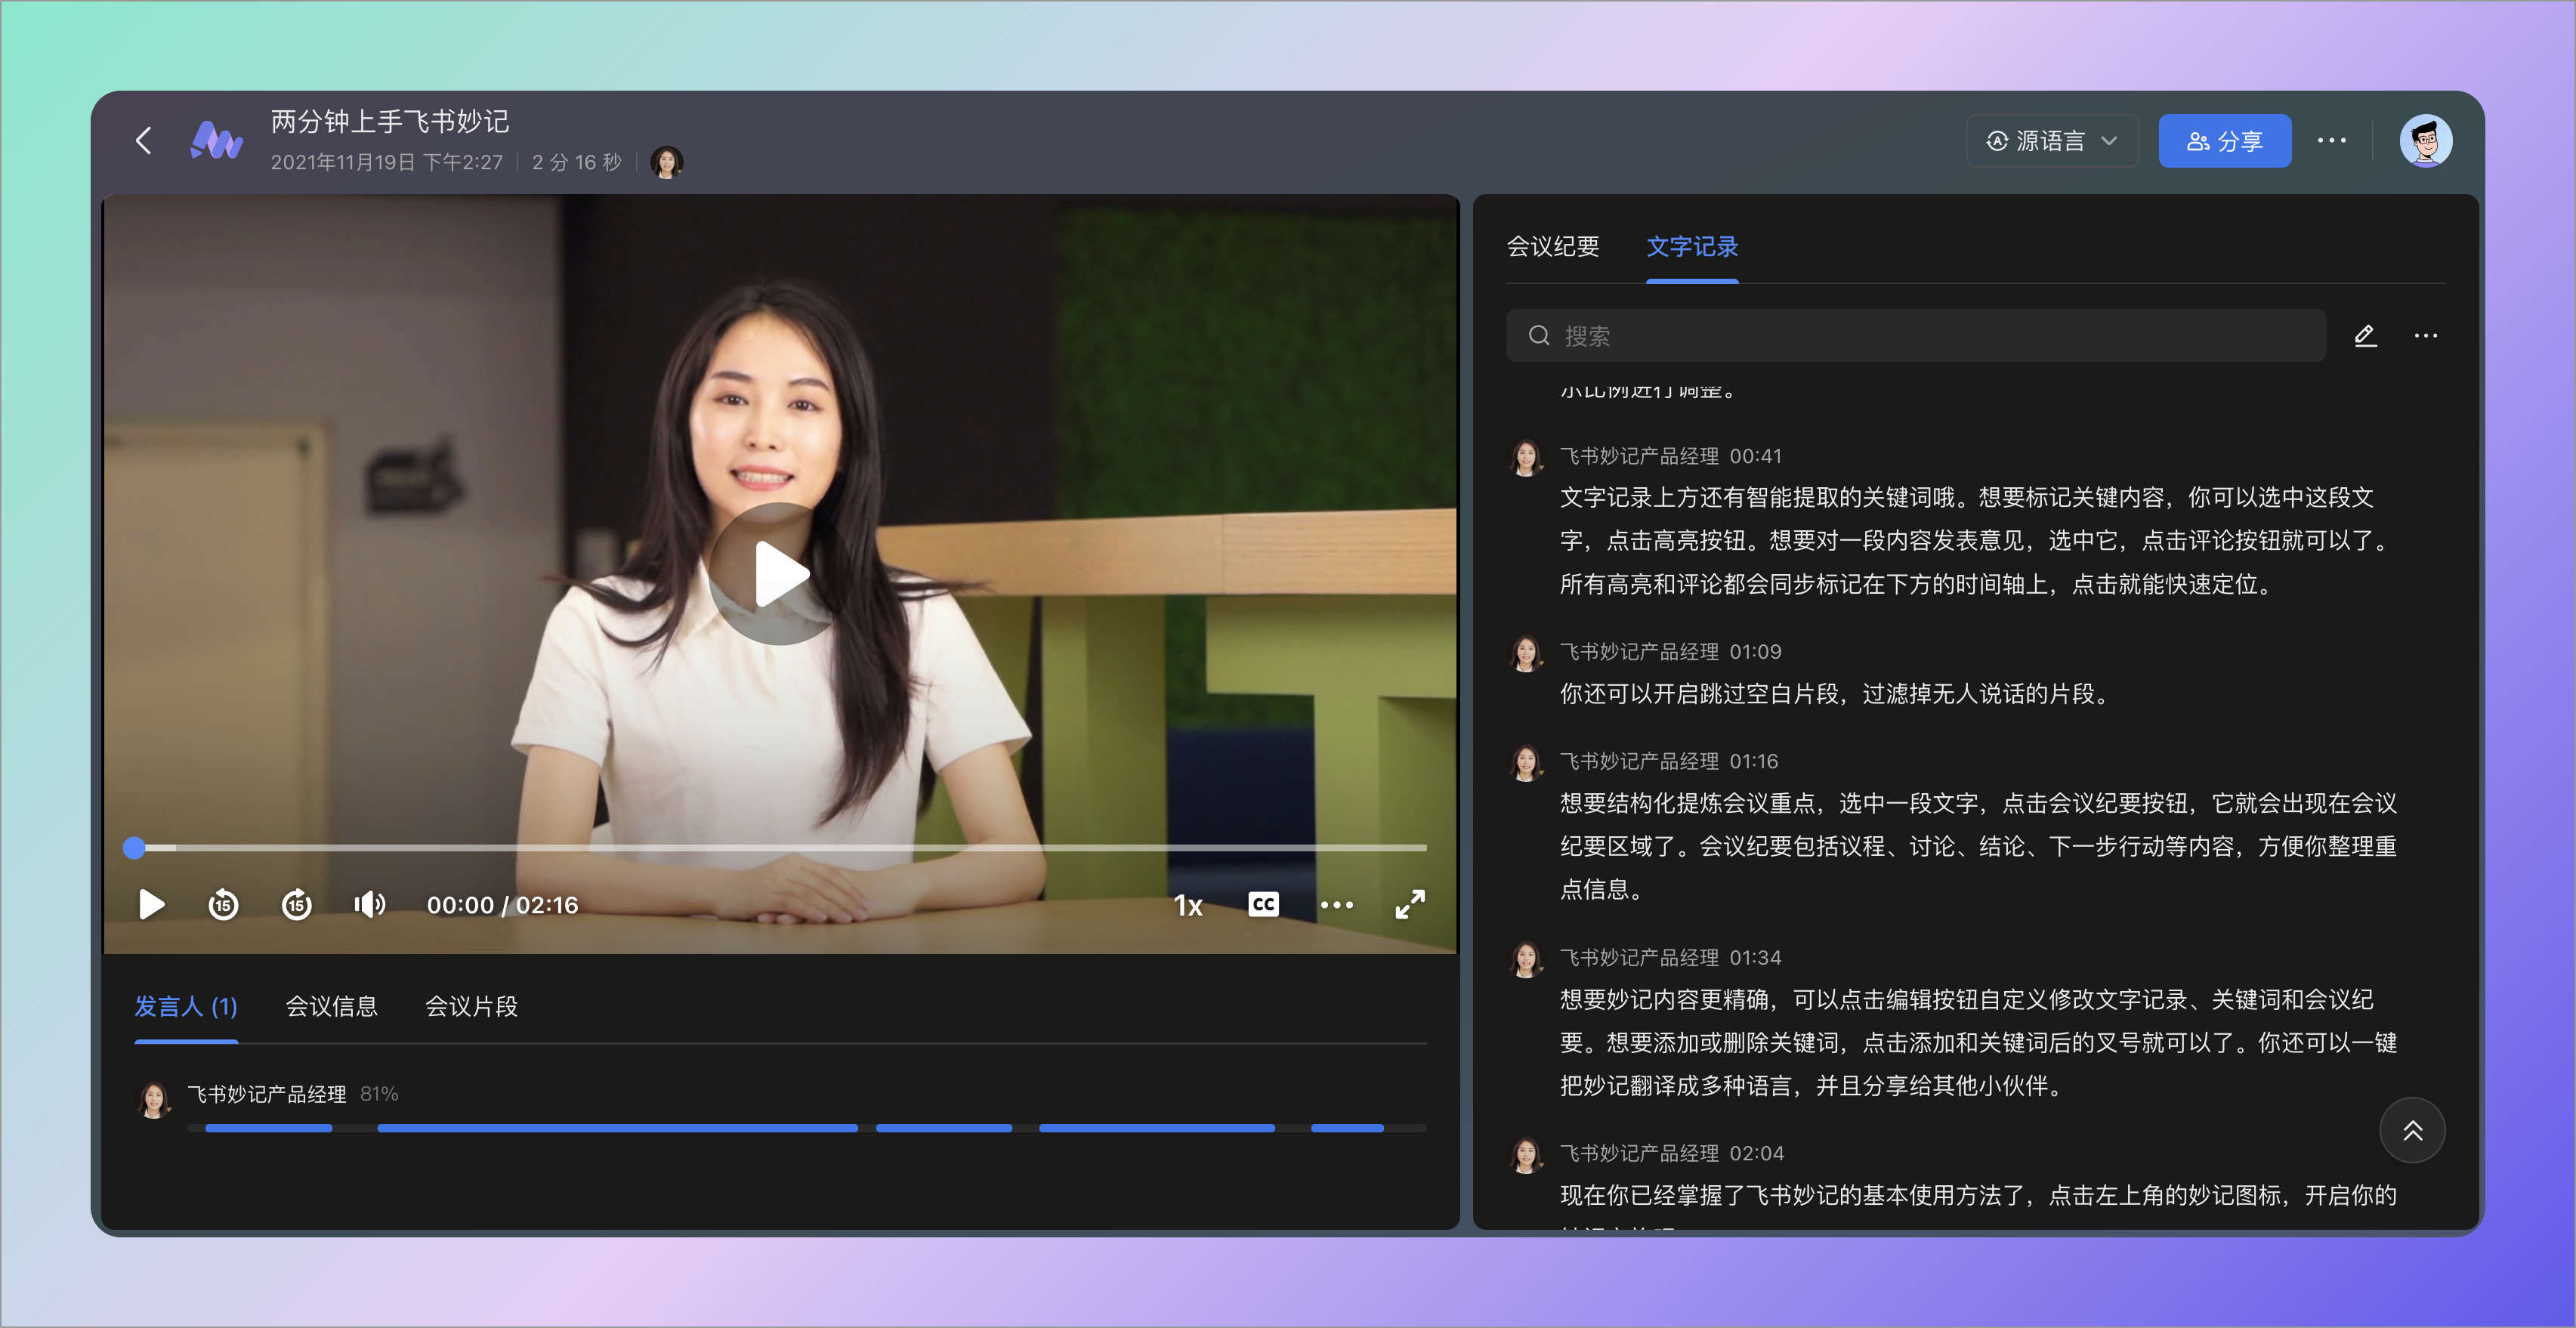 两分钟上手飞书妙记
2021年11月19日 下午2:27
2 分 16 秒
源语言
分享
15
15
00:00 / 02:16
1x
CC
发言人 (1)
会议信息
会议片段
飞书妙记产品经理 81%
会议纪要
文字记录
搜索
示比例进行调整。
飞书妙记产品经理 00:41
文字记录上方还有智能提取的关键词哦。想要标记关键内容，你可以选中这段文
字，点击高亮按钮。想要对一段内容发表意见，选中它，点击评论按钮就可以了。
所有高亮和评论都会同步标记在下方的时间轴上，点击就能快速定位。
飞书妙记产品经理 01:09
你还可以开启跳过空白片段，过滤掉无人说话的片段。
飞书妙记产品经理 01:16
想要结构化提炼会议重点，选中一段文字，点击会议纪要按钮，它就会出现在会议
纪要区域了。会议纪要包括议程、讨论、结论、下一步行动等内容，方便你整理重
点信息。
飞书妙记产品经理 01:34
想要妙记内容更精确，可以点击编辑按钮自定义修改文字记录、关键词和会议纪
要。想要添加或删除关键词，点击添加和关键词后的叉号就可以了。你还可以一键
把妙记翻译成多种语言，并且分享给其他小伙伴。
飞书妙记产品经理 02:04
现在你已经掌握了飞书妙记的基本使用方法了，点击左上角的妙记图标，开启你的